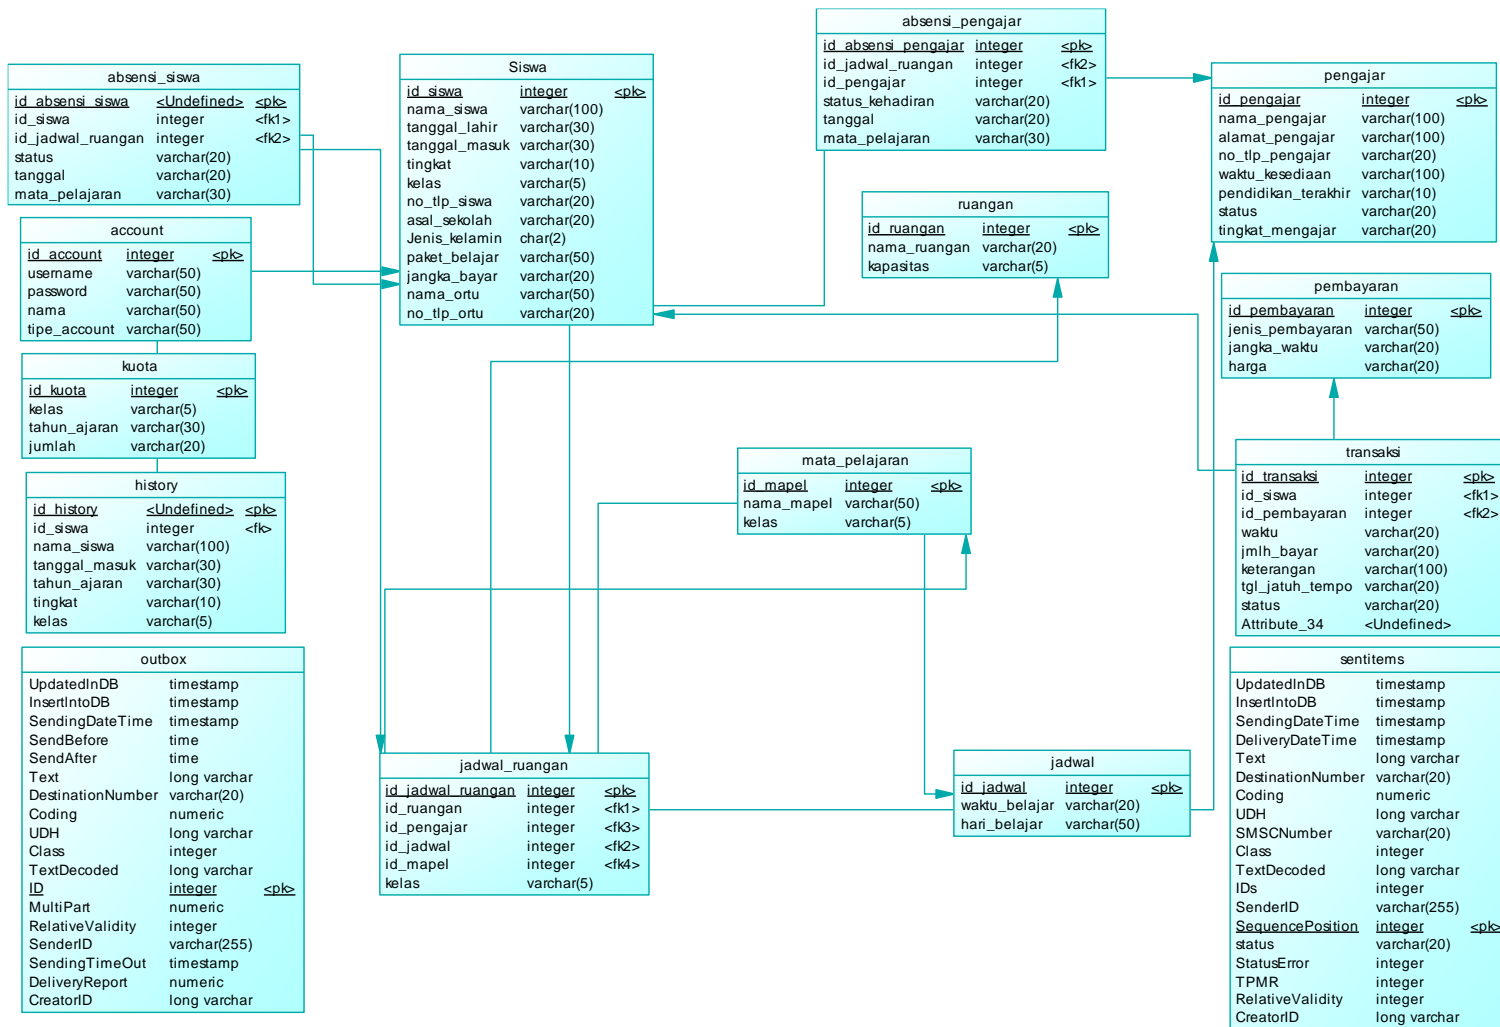 absensi_siswa
id_absensi_siswa <Undefined> <pk>
id_siswa integer <fk1>
id_jadwal_ruangan integer <fk2>
status varchar(20)
tanggal varchar(20)
mata_pelajaran varchar(30)
account
id_account integer <pk>
username varchar(50)
password varchar(50)
nama varchar(50)
tipe_account varchar(50)
kuota
id_kuota integer <pk>
kelas varchar(5)
tahun_ajaran varchar(30)
jumlah varchar(20)
history
id_history <Undefined> <pk>
id_siswa integer <fk>
nama_siswa varchar(100)
tanggal_masuk varchar(30)
tahun_ajaran varchar(30)
tingkat varchar(10)
kelas varchar(5)
outbox
UpdatedInDB timestamp
InsertIntoDB timestamp
SendingDateTime timestamp
SendBefore time
SendAfter time
Text long varchar
DestinationNumber varchar(20)
Coding numeric
UDH long varchar
Class integer
TextDecoded long varchar
ID integer <pk>
MultiPart numeric
RelativeValidity integer
SenderID varchar(255)
SendingTimeOut timestamp
DeliveryReport numeric
CreatorID long varchar
Siswa
id_siswa integer <pk>
nama_siswa varchar(100)
tanggal_lahir varchar(30)
tanggal_masuk varchar(30)
tingkat varchar(10)
kelas varchar(5)
no_tlp_siswa varchar(20)
asal_sekolah varchar(20)
Jenis_kelamin char(2)
paket_belajar varchar(50)
jangka_bayar varchar(20)
nama_ortu varchar(50)
no_tlp_ortu varchar(20)
absensi_pengajar
id_absensi_pengajar integer <pk>
id_jadwal_ruangan integer <fk2>
id_pengajar integer <fk1>
status_kehadiran varchar(20)
tanggal varchar(20)
mata_pelajaran varchar(30)
ruangan
id_ruangan integer <pk>
nama_ruangan varchar(20)
kapasitas varchar(5)
mata_pelajaran
id_mapel integer <pk>
nama_mapel varchar(50)
kelas varchar(5)
jadwal_ruangan
id_jadwal_ruangan integer <pk>
id_ruangan integer <fk1>
id_pengajar integer <fk3>
id_jadwal integer <fk2>
id_mapel integer <fk4>
kelas varchar(5)
jadwal
id_jadwal integer <pk>
waktu_belajar varchar(20)
hari_belajar varchar(50)
pengajar
id_pengajar integer <pk>
nama_pengajar varchar(100)
alamat_pengajar varchar(100)
no_tlp_pengajar varchar(20)
waktu_kesediaan varchar(100)
pendidikan_terakhir varchar(10)
status varchar(20)
tingkat_mengajar varchar(20)
pembayaran
id_pembayaran integer <pk>
jenis_pembayaran varchar(50)
jangka_waktu varchar(20)
harga varchar(20)
transaksi
id_transaksi integer <pk>
id_siswa integer <fk1>
id_pembayaran integer <fk2>
waktu varchar(20)
jmlh_bayar varchar(20)
keterangan varchar(100)
tgl_jatuh_tempo varchar(20)
status varchar(20)
Attribute_34 <Undefined>
sentitems
UpdatedInDB timestamp
InsertIntoDB timestamp
SendingDateTime timestamp
DeliveryDateTime timestamp
Text long varchar
DestinationNumber varchar(20)
Coding numeric
UDH long varchar
SMSCNumber varchar(20)
Class integer
TextDecoded long varchar
IDs integer
SenderID varchar(255)
SequencePosition integer <pk>
status varchar(20)
StatusError integer
TPMR integer
RelativeValidity integer
CreatorID long varchar